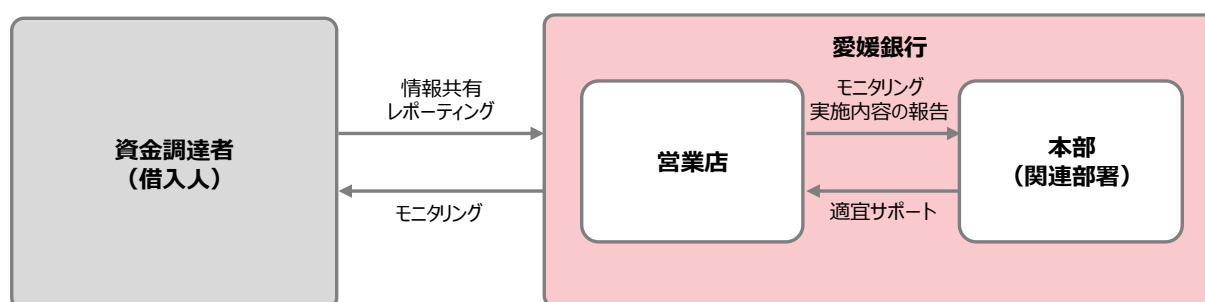 資金調達者
（借入人）
情報共有
レポーティング
モニタリング
愛媛銀行
営業店
モニタリング
実施内容の報告
適宜サポート
本部
（関連部署）